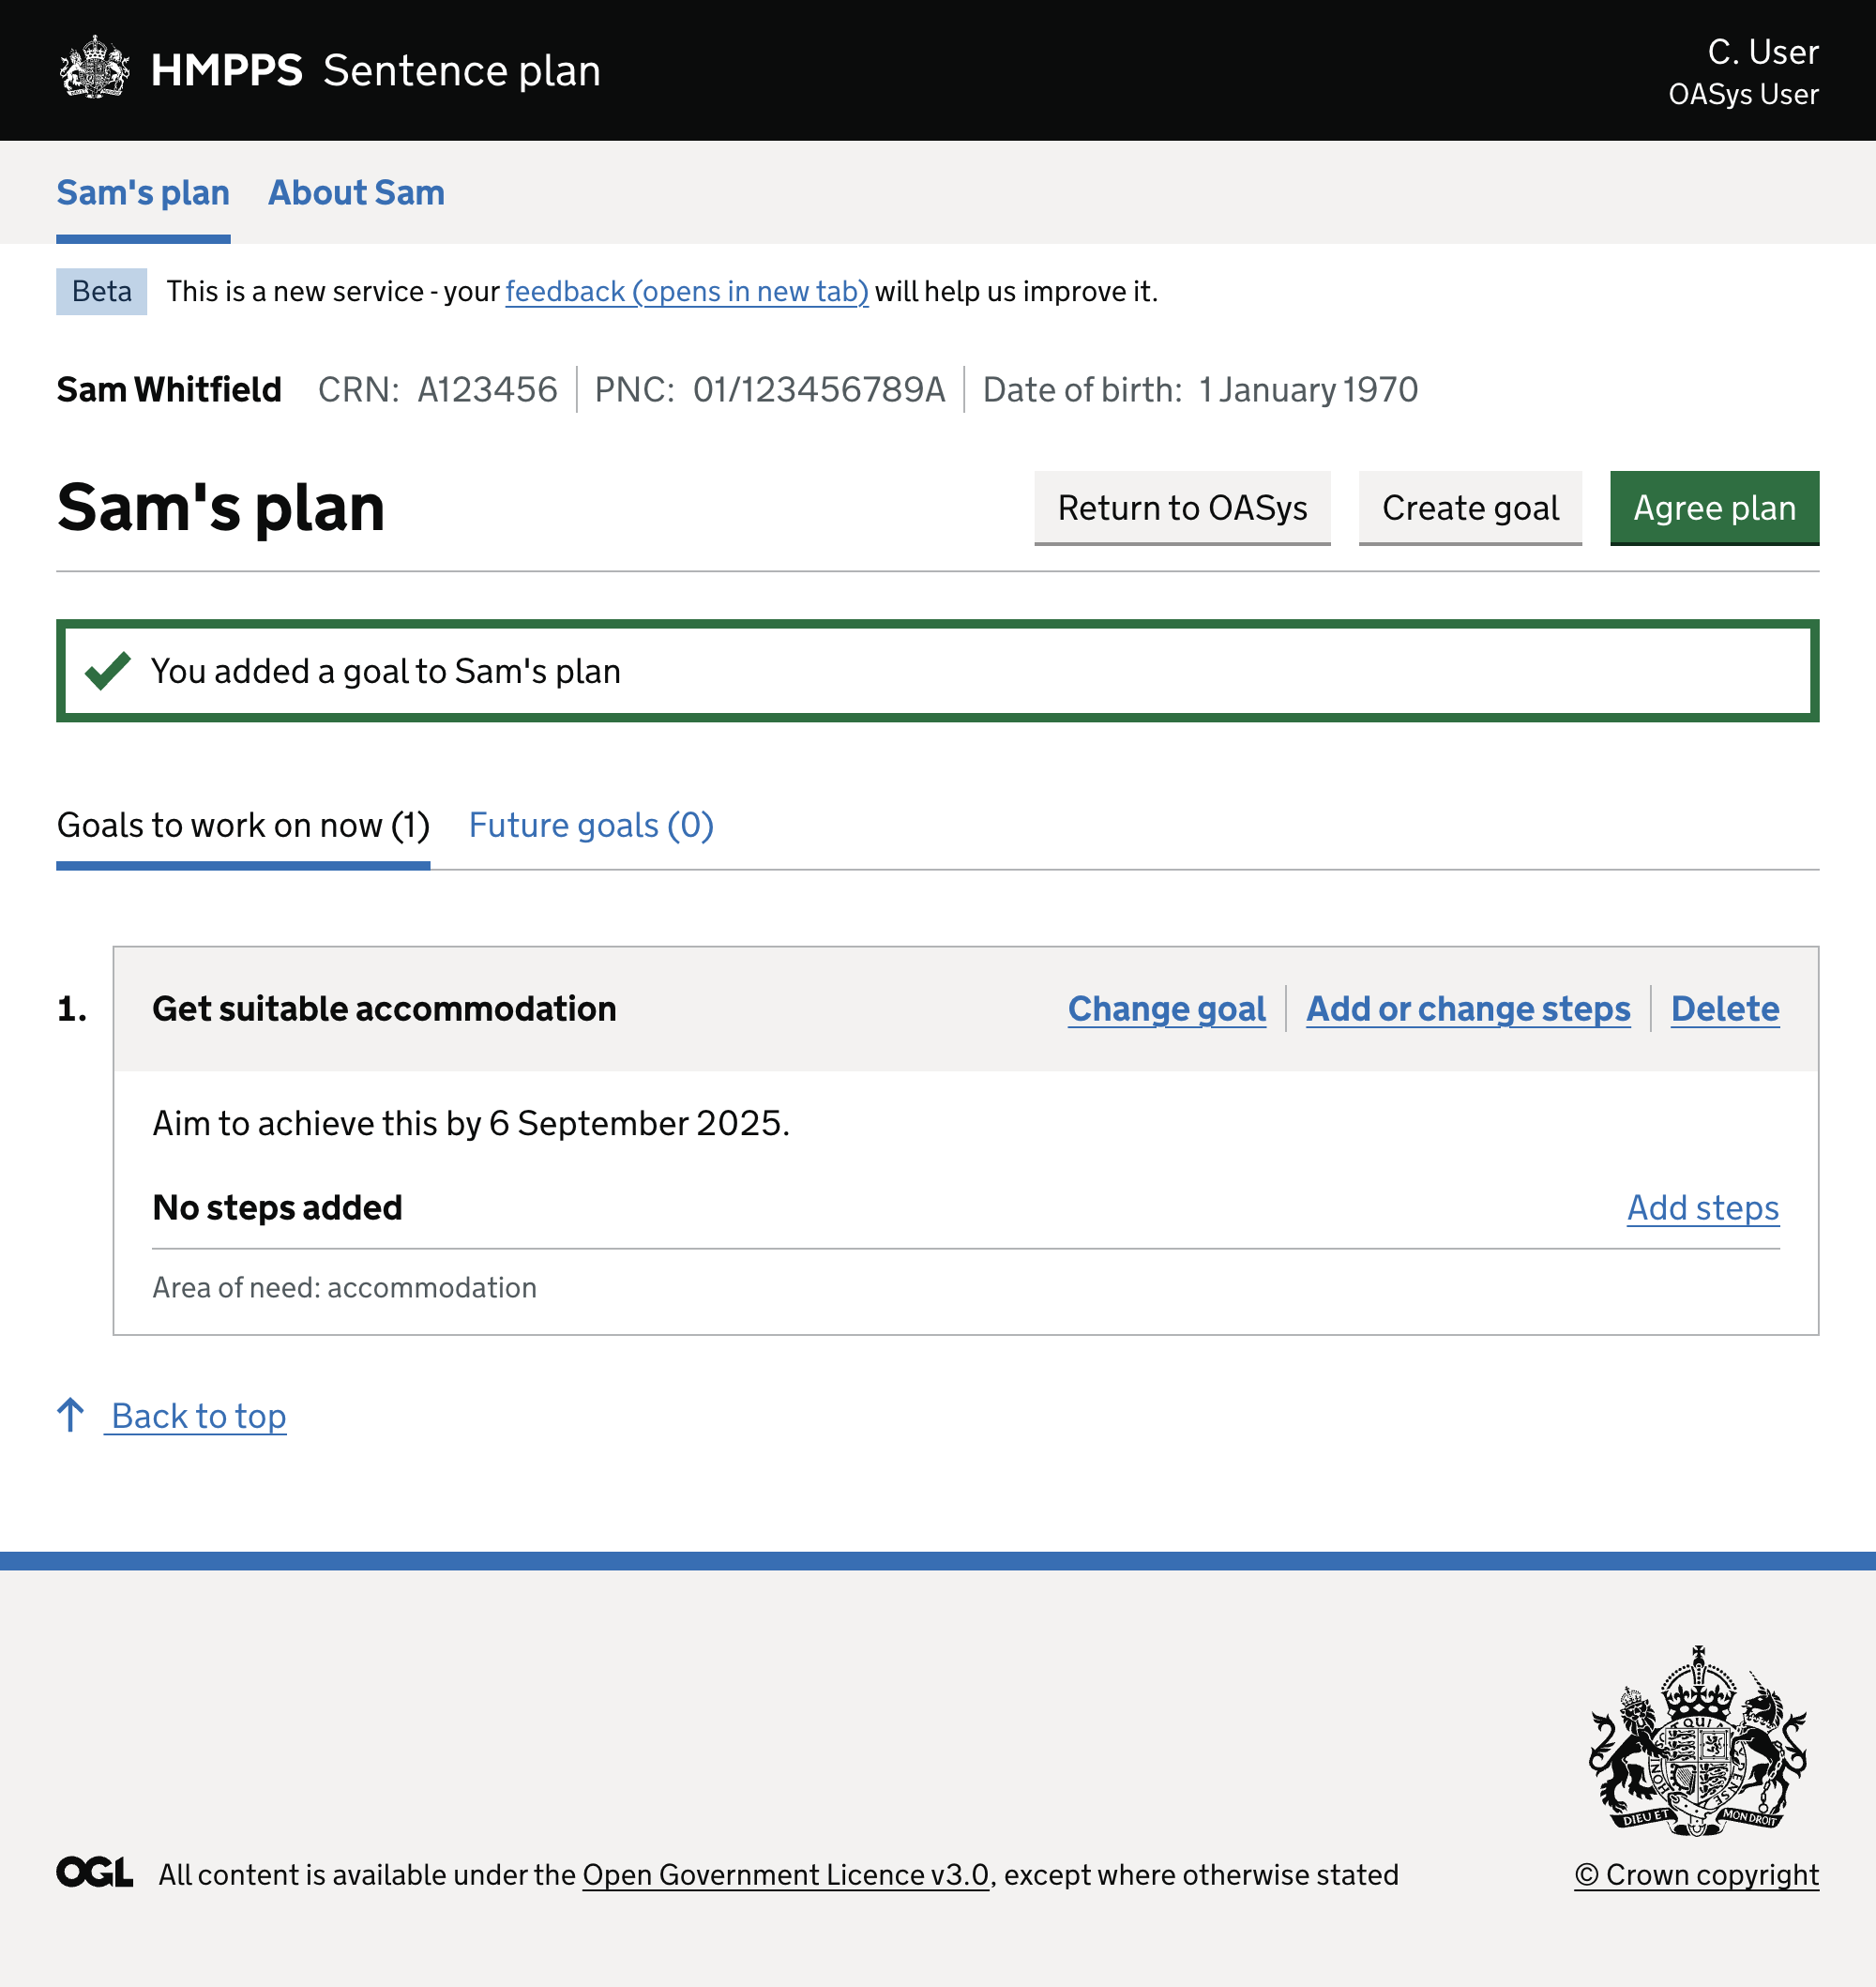 HMPPS Sentence plan
C. User
OASys User
Sam's plan About Sam
Beta This is a new service - your feedback (opens in new tab) will help us improve it.
Sam Whitfield CRN: A123456 PNC: 01/123456789A Date of birth: 1 January 1970
Sam's plan Return to OASys Create goal Agree plan
You added a goal to Sam's plan
Goals to work on now (1) Future goals (0)
1. Get suitable accommodation Change goal Add or change steps Delete
Aim to achieve this by 6 September 2025.
No steps added Add steps
Area of need: accommodation
↑ Back to top
DIEU ET MON DROIT
OGL All content is available under the Open Government Licence v3.0, except where otherwise stated © Crown copyright